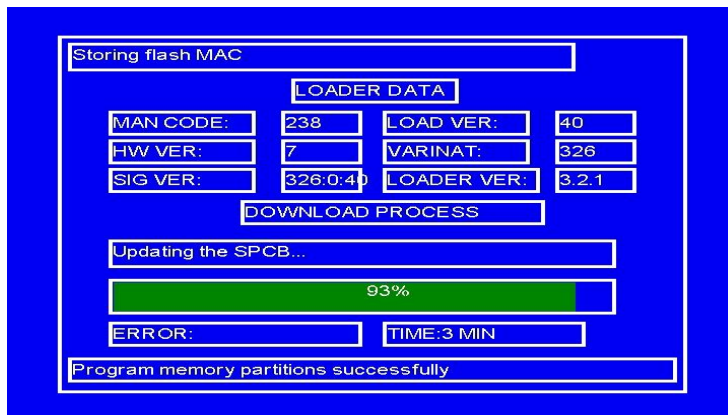 Storing flash MAC
LOADER DATA
MAN CODE: 238 LOAD VER: 40
HW VER: 7 VARINAT: 326
SIG VER: 326:0:40 LOADER VER: 3.2.1
DOWNLOAD PROCESS
Updating the SPCB...
93%
ERROR: TIME:3 MIN
Program memory partitions successfully